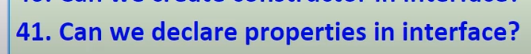 41. Can we declare properties in interface?